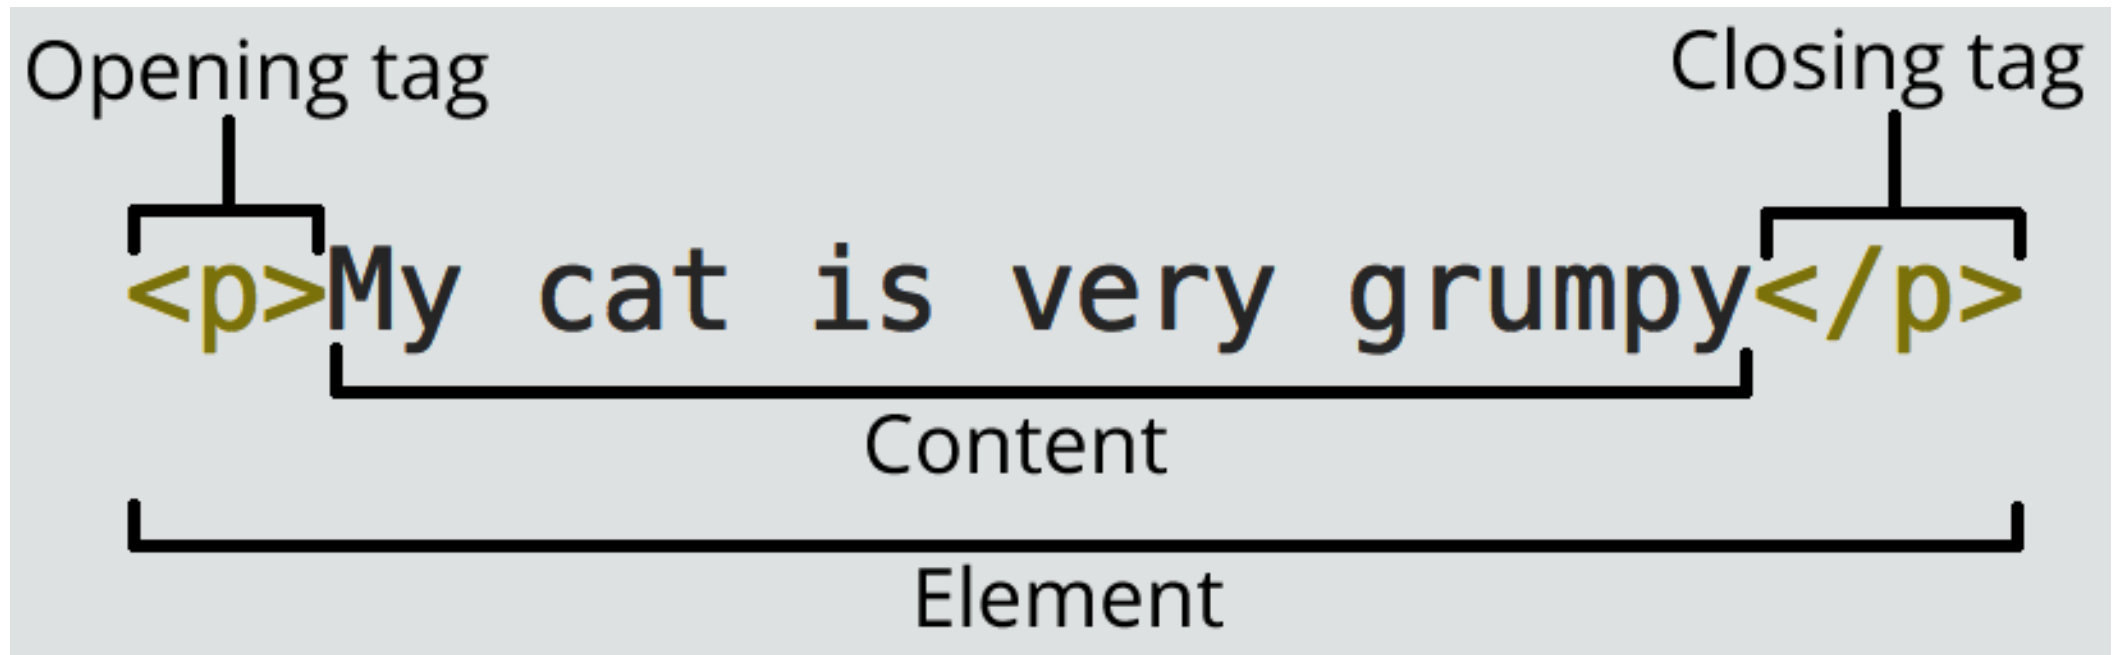 Opening tag
Closing tag
<p>My cat is very grumpy</p>
Content
Element